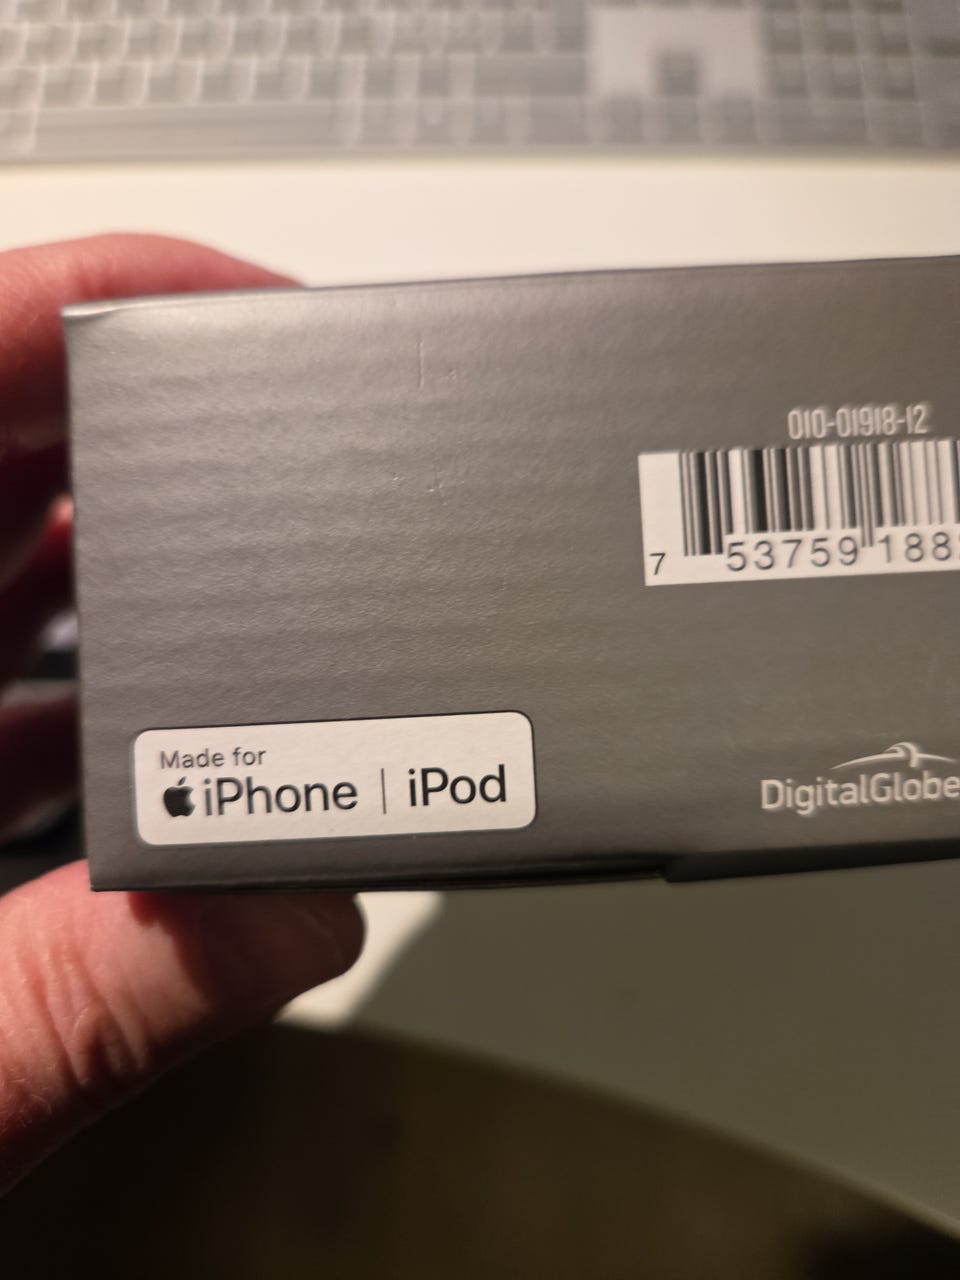 010-01918-12
7 53759 188
Made for
iPhone | iPod
DigitalGlobe